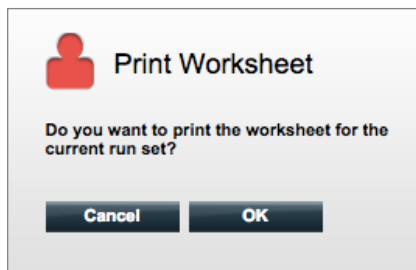 Print Worksheet
Do you want to print the worksheet for the
current run set?
Cancel OK